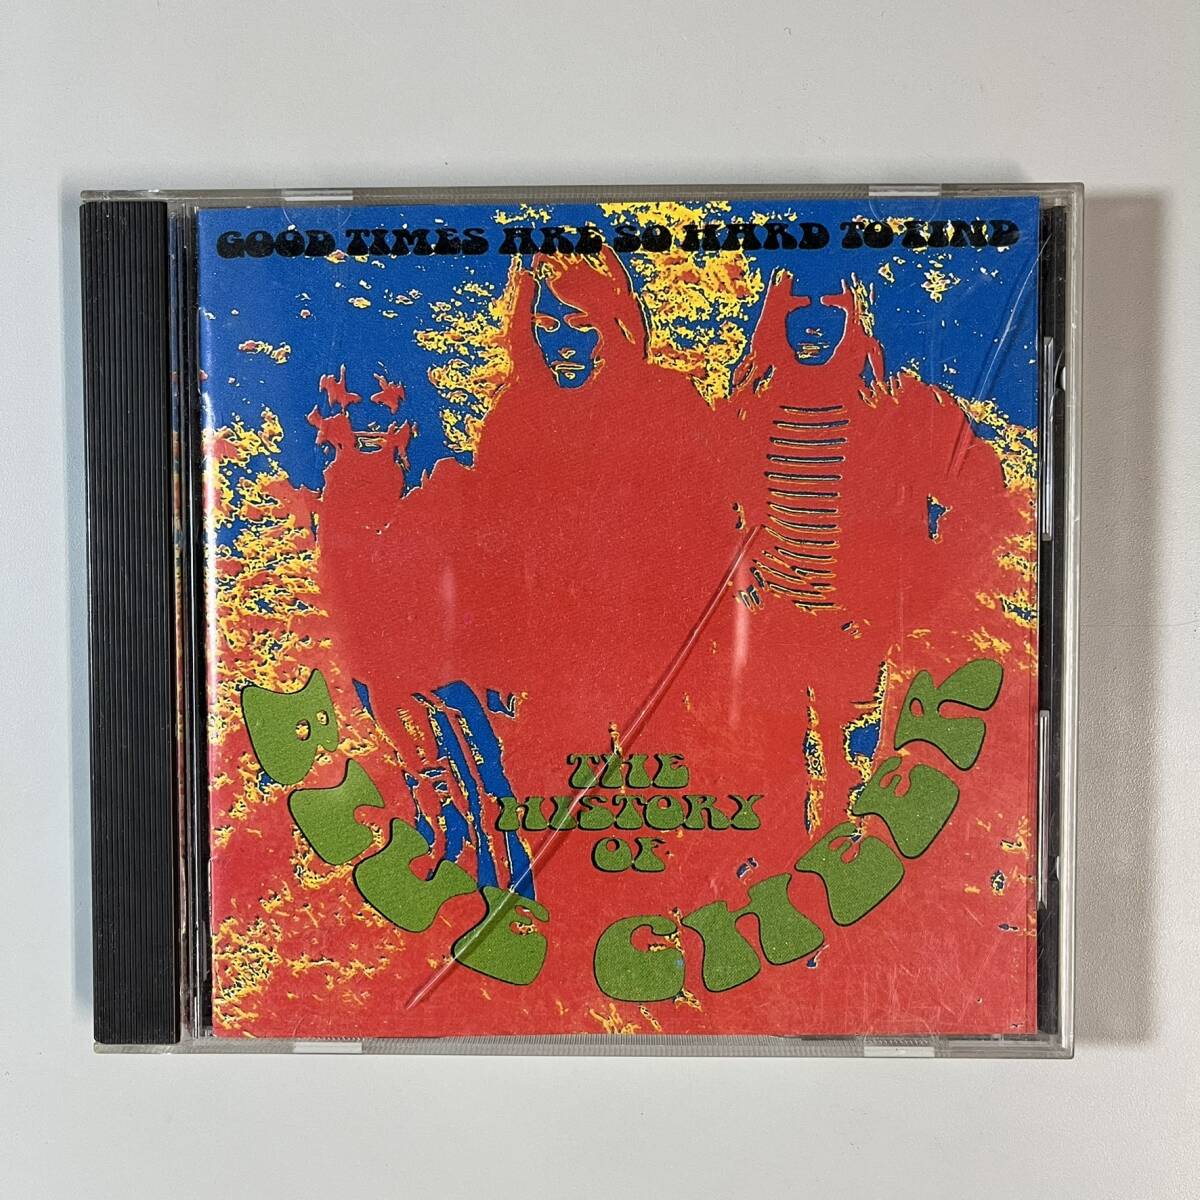 GOOD TIMES ARE SO HARD TO FIND
THE
HISTORY
OF
BLUE CHEER